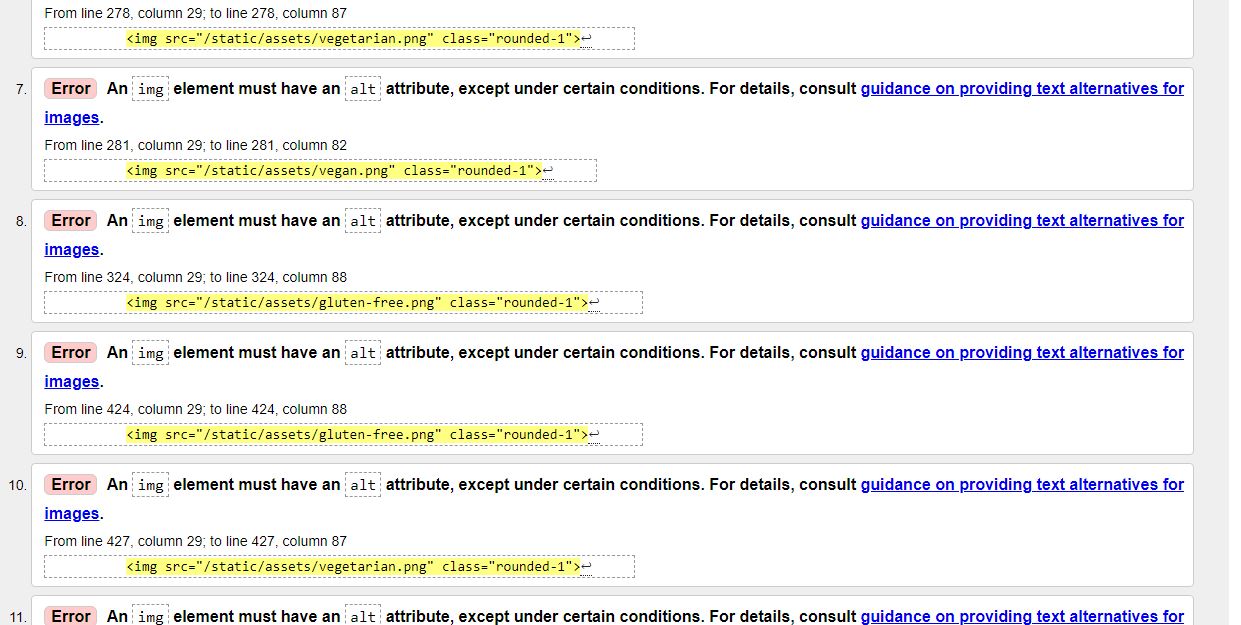 From line 278, column 29; to line 278, column 87
<img src="/static/assets/vegetarian.png" class="rounded-1">↩
7. Error An img element must have an alt attribute, except under certain conditions. For details, consult guidance on providing text alternatives for
images.
From line 281, column 29; to line 281, column 82
<img src="/static/assets/vegan.png" class="rounded-1">↩
8. Error An img element must have an alt attribute, except under certain conditions. For details, consult guidance on providing text alternatives for
images.
From line 324, column 29; to line 324, column 88
<img src="/static/assets/gluten-free.png" class="rounded-1">↩
9. Error An img element must have an alt attribute, except under certain conditions. For details, consult guidance on providing text alternatives for
images.
From line 424, column 29; to line 424, column 88
<img src="/static/assets/gluten-free.png" class="rounded-1">↩
10. Error An img element must have an alt attribute, except under certain conditions. For details, consult guidance on providing text alternatives for
images.
From line 427, column 29; to line 427, column 87
<img src="/static/assets/vegetarian.png" class="rounded-1">↩
11. Error An img element must have an alt attribute, except under certain conditions. For details, consult guidance on providing text alternatives for